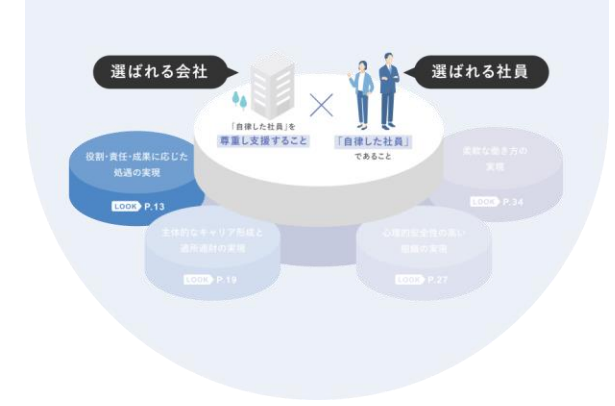 選ばれる会社
選ばれる社員
「自律した社員」を
尊重し支援すること
「自律した社員」
であること
役割・責任・成果に応じた
処遇の実現
LOOK P.13
柔軟な働き方の
実現
LOOK P.34
主体的なキャリア形成と
適所適財の実現
LOOK P.19
心理的安全性の高い
組織の実現
LOOK P.27